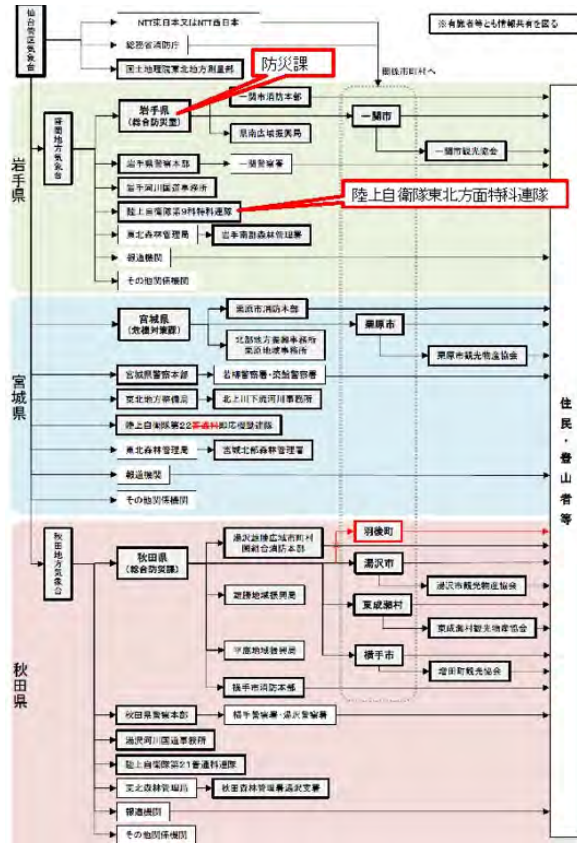 仙台管区気象台
NTT東日本又はNTT西日本
※有識者等とも情報共有を図る
総務省消防庁
国土地理院東北地方測量部
防災課
関係市町村へ
岩手県
盛岡地方気象台
岩手県
(総合防災室)
一関市消防本部
県南広域振興局
一関市
一関市観光協会
岩手県警察本部
一関警察署
岩手河川国道事務所
陸上自衛隊東北方面特科連隊
陸上自衛隊第9特科連隊
東北森林管理局
岩手南部森林管理署
報道機関
その他関係機関
宮城県
宮城県
(危機対策課)
栗原市消防本部
北部地方振興事務所
栗原地域事務所
栗原市
栗原市観光物産協会
宮城県警察本部
若柳警察署・築館警察署
東北地方整備局
北上川下流河川事務所
陸上自衛隊第22普通科即応機動連隊
東北森林管理局
宮城北部森林管理署
報道機関
その他関係機関
住民・登山者等
秋田県
秋田地方気象台
秋田県
(総合防災課)
湯沢雄勝広域市町村
圏組合消防本部
羽後町
湯沢市
湯沢市観光物産協会
雄勝地域振興局
東成瀬村
東成瀬村観光物産協会
平鹿地域振興局
横手市
増田町観光協会
横手市消防本部
秋田県警察本部
横手警察署・湯沢警察署
湯沢河川国道事務所
陸上自衛隊第21普通科連隊
東北森林管理局
秋田森林管理署湯沢支署
報道機関
その他関係機関